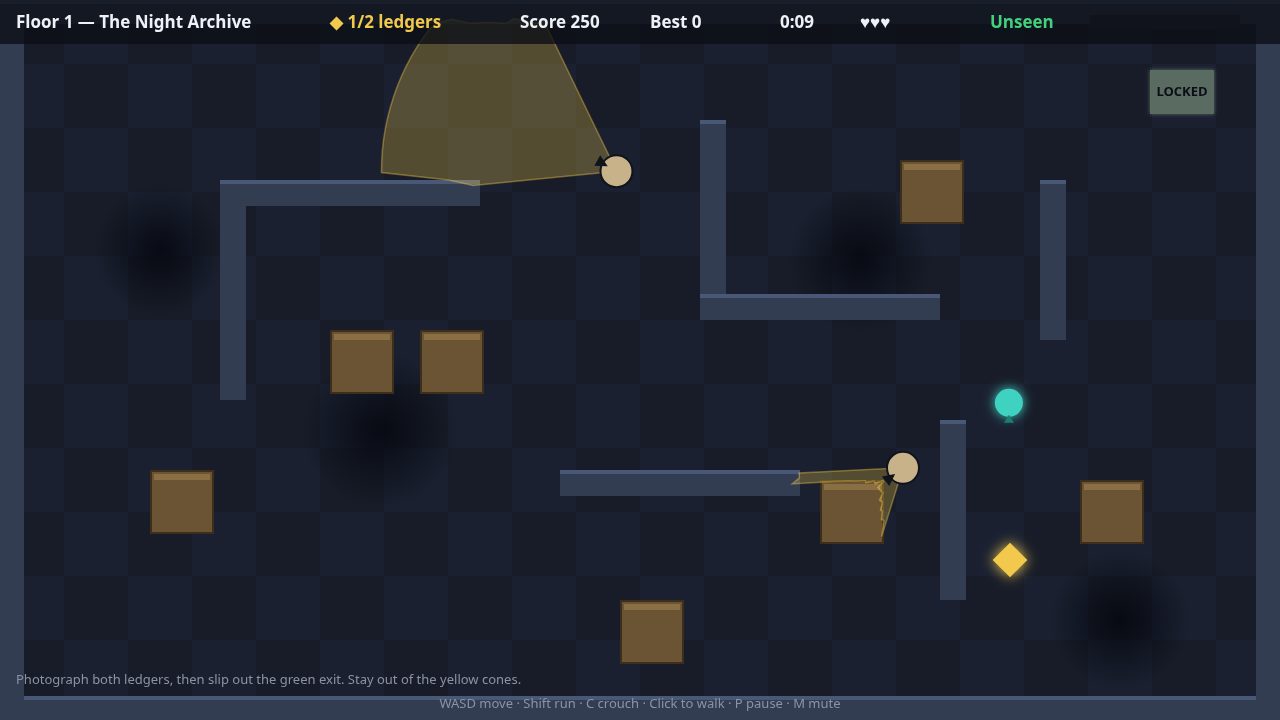 Floor 1 — The Night Archive ◆ 1/2 ledgers Score 250 Best 0 0:09 ♥♥♥ Unseen
LOCKED
Photograph both ledgers, then slip out the green exit. Stay out of the yellow cones.
WASD move · Shift run · C crouch · Click to walk · P pause · M mute